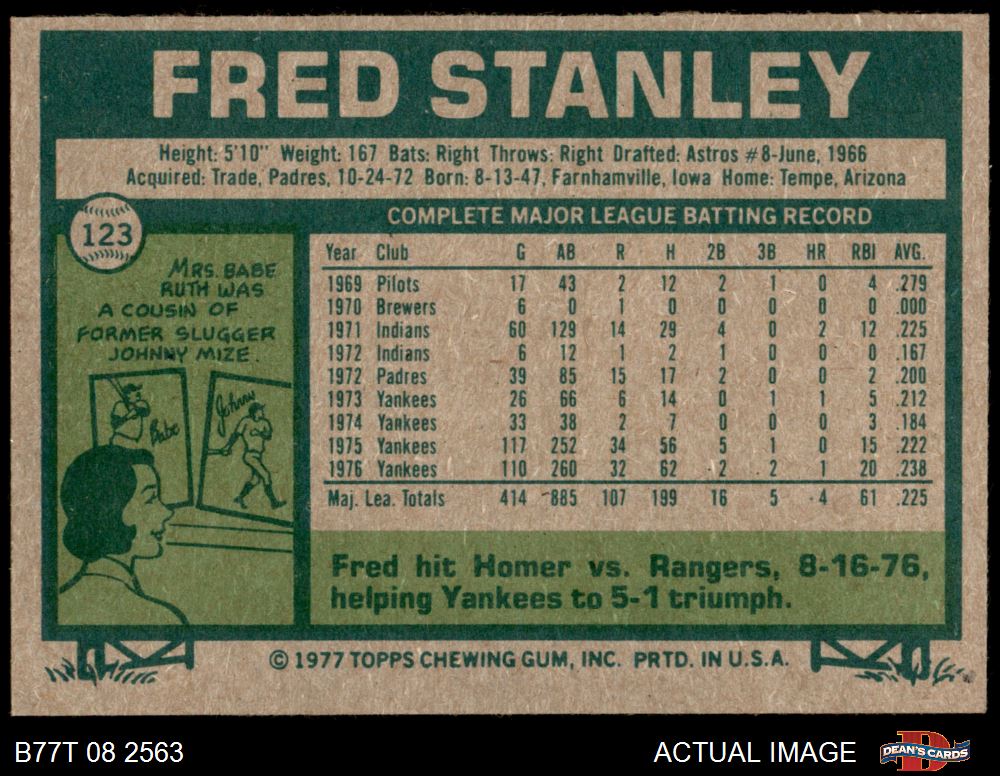 FRED STANLEY
Height: 5'10" Weight: 167 Bats: Right Throws: Right Drafted: Astros #8-June, 1966
Acquired: Trade, Padres, 10-24-72 Born: 8-13-47, Farnhamville, Iowa Home: Tempe, Arizona
123
MRS. BABE
RUTH WAS
A COUSIN OF
FORMER SLUGGER
JOHNNY MIZE.
Babe
Johnny
COMPLETE MAJOR LEAGUE BATTING RECORD
Year Club G AB R H 2B 3B HR RBI AVG.
1969 Pilots 17 43 2 12 2 1 0 4 .279
1970 Brewers 6 0 1 0 0 0 0 0 .000
1971 Indians 60 129 14 29 4 0 2 12 .225
1972 Indians 6 12 1 2 1 0 0 0 .167
1972 Padres 39 85 15 17 2 0 0 2 .200
1973 Yankees 26 66 6 14 0 1 1 5 .212
1974 Yankees 33 38 2 7 0 0 0 3 .184
1975 Yankees 117 252 34 56 5 1 0 15 .222
1976 Yankees 110 260 32 62 2 2 1 20 .238
Maj. Lea. Totals 414 885 107 199 16 5 4 61 .225
Fred hit Homer vs. Rangers, 8-16-76,
helping Yankees to 5-1 triumph.
© 1977 TOPPS CHEWING GUM, INC. PRTD. IN U.S.A.
B77T 08 2563
ACTUAL IMAGE
D
DEAN'S CARDS